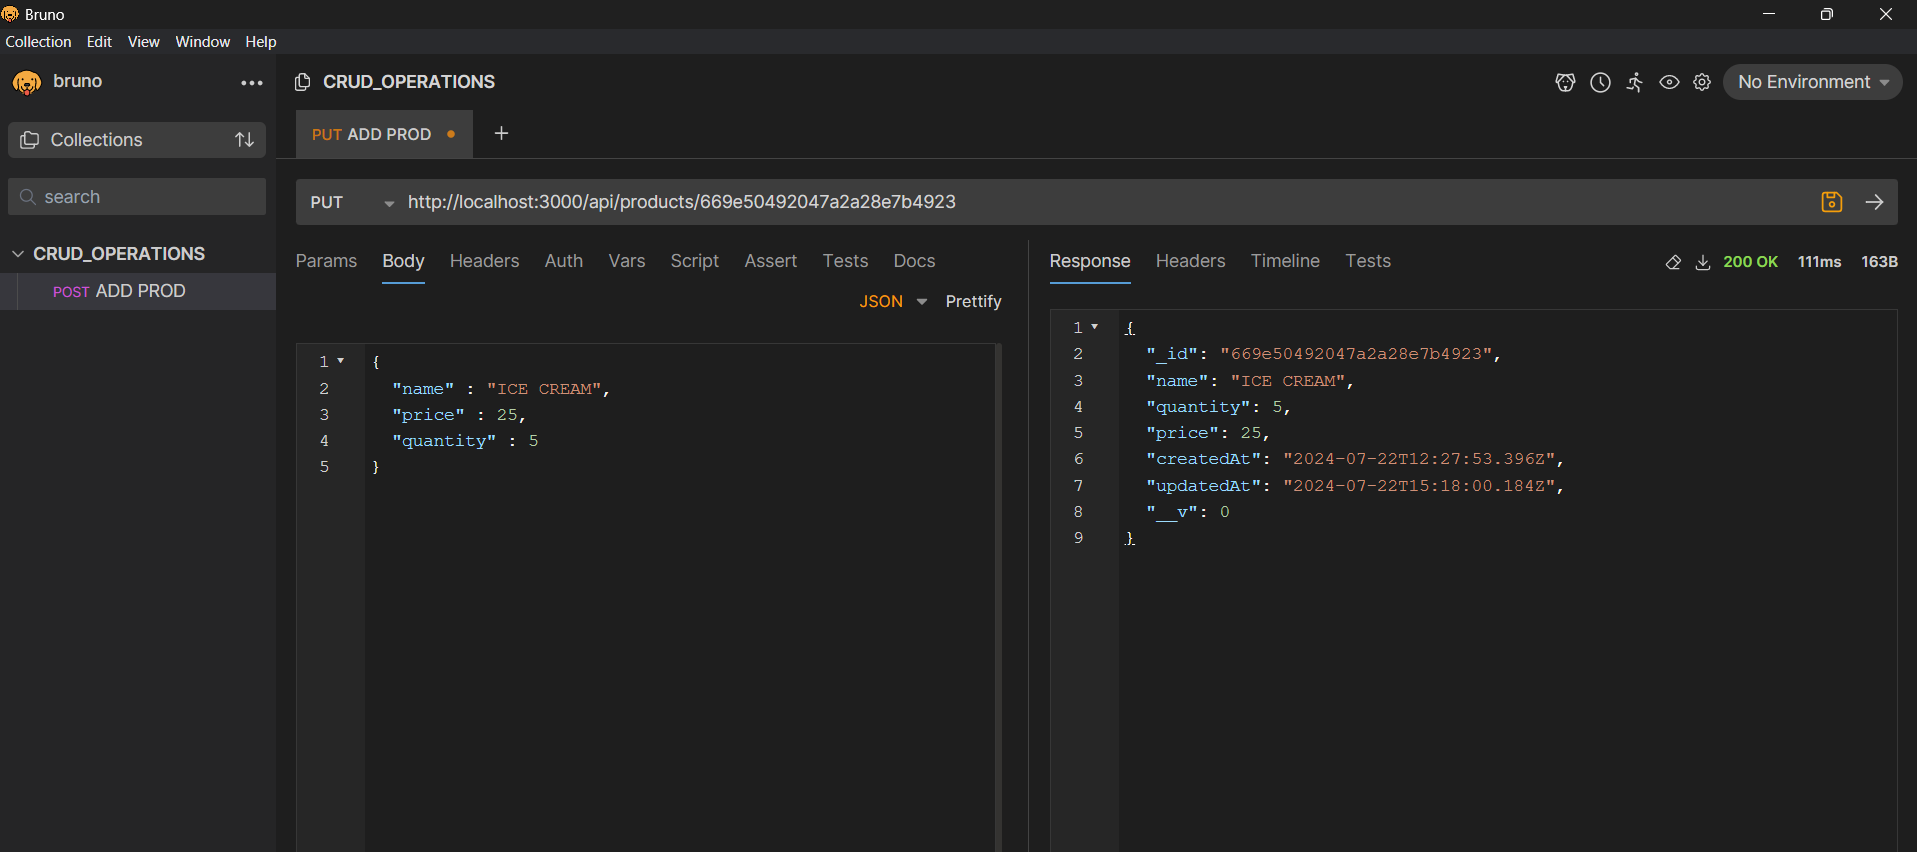 Bruno
Collection Edit View Window Help
bruno
CRUD_OPERATIONS
No Environment
Collections
PUT ADD PROD
search
PUT http://localhost:3000/api/products/669e50492047a2a28e7b4923
CRUD_OPERATIONS
POST ADD PROD
Params Body Headers Auth Vars Script Assert Tests Docs
JSON Prettify
1 {
2 "name" : "ICE CREAM",
3 "price" : 25,
4 "quantity" : 5
5 }
Response Headers Timeline Tests 200 OK 111ms 163B
1 {
2 "_id": "669e50492047a2a28e7b4923",
3 "name": "ICE CREAM",
4 "quantity": 5,
5 "price": 25,
6 "createdAt": "2024-07-22T12:27:53.396Z",
7 "updatedAt": "2024-07-22T15:18:00.184Z",
8 "__v": 0
9 }